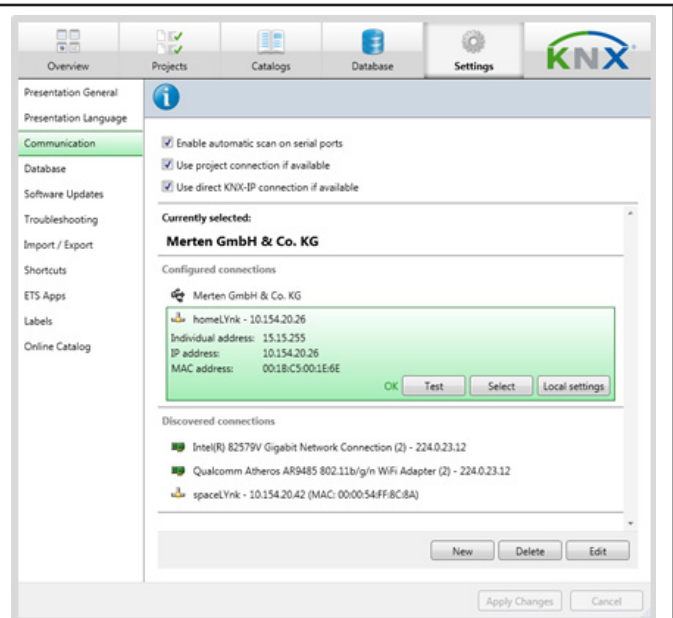 Overview
Projects
Catalogs
Database
Settings
KNX
Presentation General
Presentation Language
Communication
Database
Software Updates
Troubleshooting
Import / Export
Shortcuts
ETS Apps
Labels
Online Catalog
Enable automatic scan on serial ports
Use project connection if available
Use direct KNX-IP connection if available
Currently selected:
Merten GmbH & Co. KG
Configured connections
Merten GmbH & Co. KG
homeLYnk - 10.154.20.26
Individual address: 15.15.255
IP address: 10.154.20.26
MAC address: 00:18:C5:00:1E:6E
OK Test Select Local settings
Discovered connections
Intel(R) 82579V Gigabit Network Connection (2) - 224.0.23.12
Qualcomm Atheros AR9485 802.11b/g/n WiFi Adapter (2) - 224.0.23.12
spaceLYnk - 10.154.20.42 (MAC: 00:00:54:FF:8C:8A)
New Delete Edit
Apply Changes Cancel